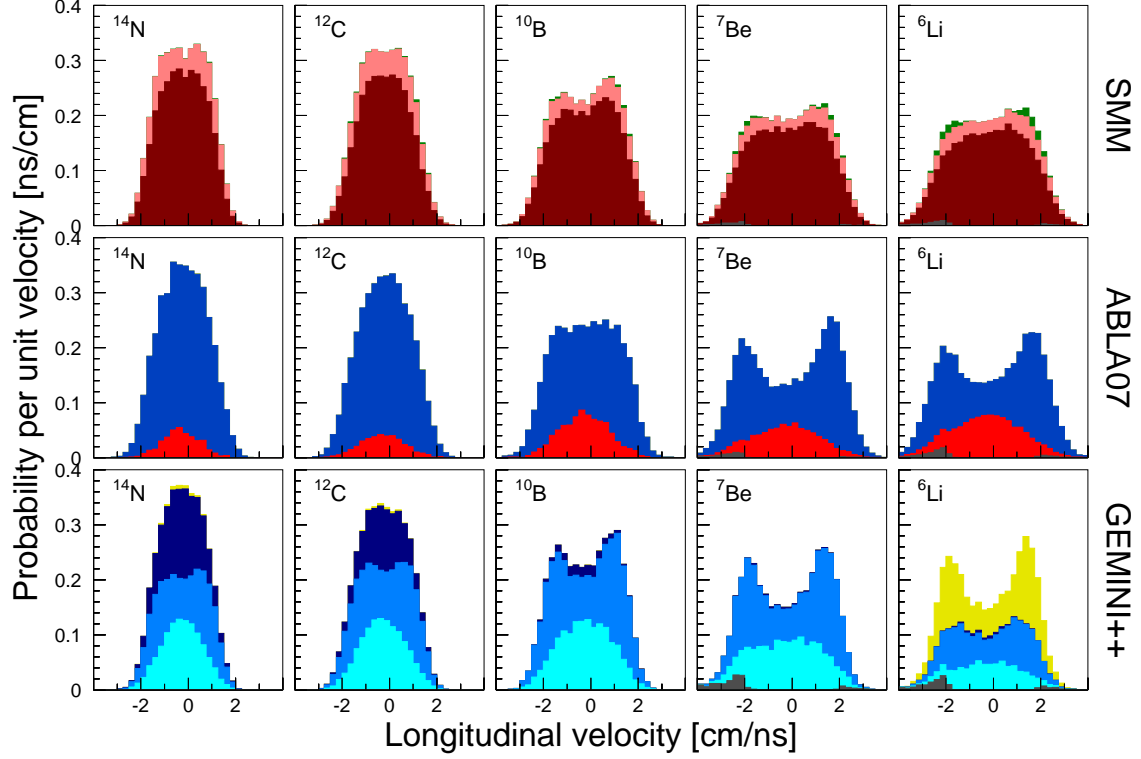 Probability per unit velocity [ns/cm]
0.4
0.3
0.2
0.1
0
¹⁴N
¹²C
¹⁰B
⁷Be
⁶Li
SMM
0.4
0.3
0.2
0.1
0
¹⁴N
¹²C
¹⁰B
⁷Be
⁶Li
ABLA07
0.4
0.3
0.2
0.1
0
¹⁴N
¹²C
¹⁰B
⁷Be
⁶Li
GEMINI++
-2 0 2 -2 0 2 -2 0 2 -2 0 2 -2 0 2
Longitudinal velocity [cm/ns]